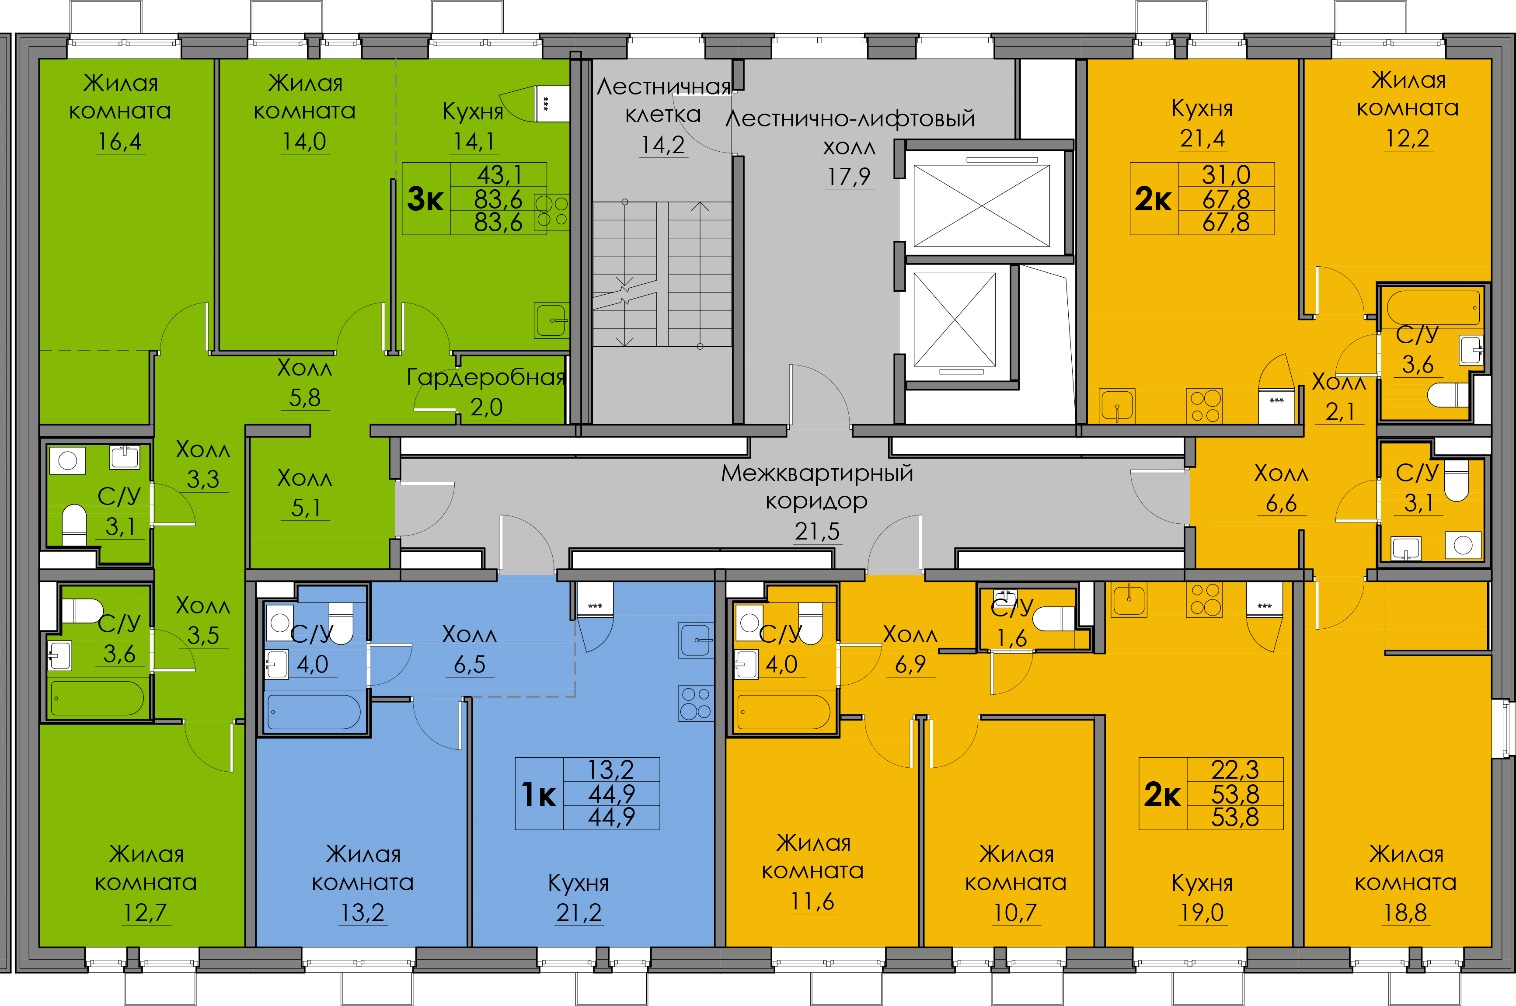 Жилая
комната
16,4
Жилая
комната
14,0
Кухня
14,1
3к
43,1
83,6
83,6
Лестничная
клетка
14,2
Лестнично-лифтовый
холл
17,9
Кухня
21,4
2к
31,0
67,8
67,8
Жилая
комната
12,2
Холл
5,8
Гардеробная
2,0
С/У
3,6
Холл
2,1
Холл
3,3
С/У
3,1
Холл
5,1
Межквартирный
коридор
21,5
Холл
6,6
С/У
3,1
Холл
3,5
С/У
3,6
С/У
4,0
Холл
6,5
С/У
4,0
Холл
6,9
С/У
1,6
1к
13,2
44,9
44,9
2к
22,3
53,8
53,8
Жилая
комната
12,7
Жилая
комната
13,2
Кухня
21,2
Жилая
комната
11,6
Жилая
комната
10,7
Кухня
19,0
Жилая
комната
18,8